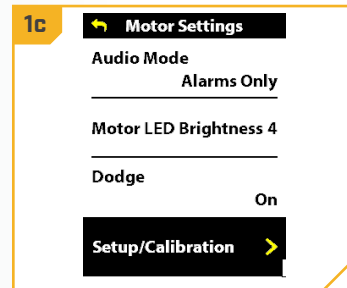 1c
Motor Settings
Audio Mode
Alarms Only
Motor LED Brightness 4
Dodge
On
Setup/Calibration